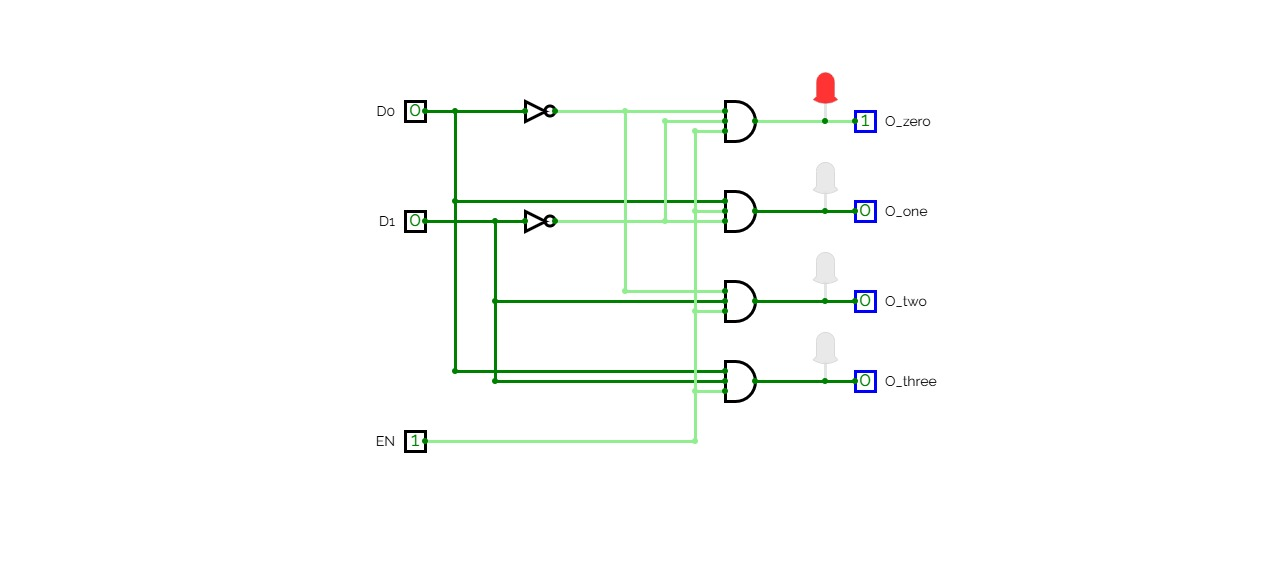 D0 0 1 O_zero
0 O_one
D1 0
0 O_two
0 O_three
EN 1